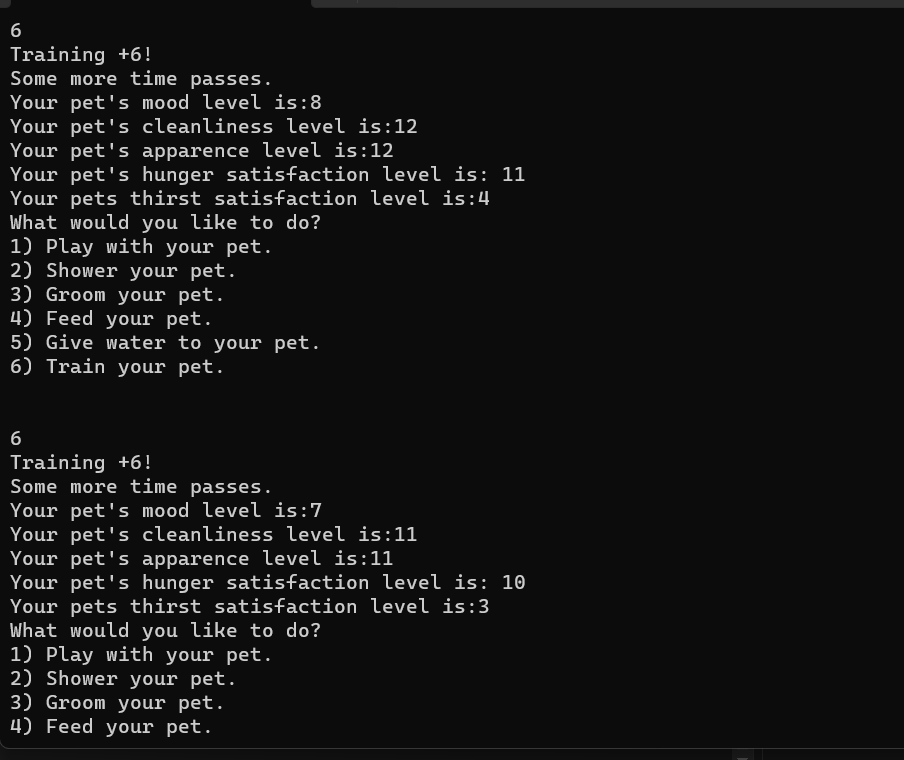 6
Training +6!
Some more time passes.
Your pet's mood level is:8
Your pet's cleanliness level is:12
Your pet's apparence level is:12
Your pet's hunger satisfaction level is: 11
Your pets thirst satisfaction level is:4
What would you like to do?
1) Play with your pet.
2) Shower your pet.
3) Groom your pet.
4) Feed your pet.
5) Give water to your pet.
6) Train your pet.
6
Training +6!
Some more time passes.
Your pet's mood level is:7
Your pet's cleanliness level is:11
Your pet's apparence level is:11
Your pet's hunger satisfaction level is: 10
Your pets thirst satisfaction level is:3
What would you like to do?
1) Play with your pet.
2) Shower your pet.
3) Groom your pet.
4) Feed your pet.